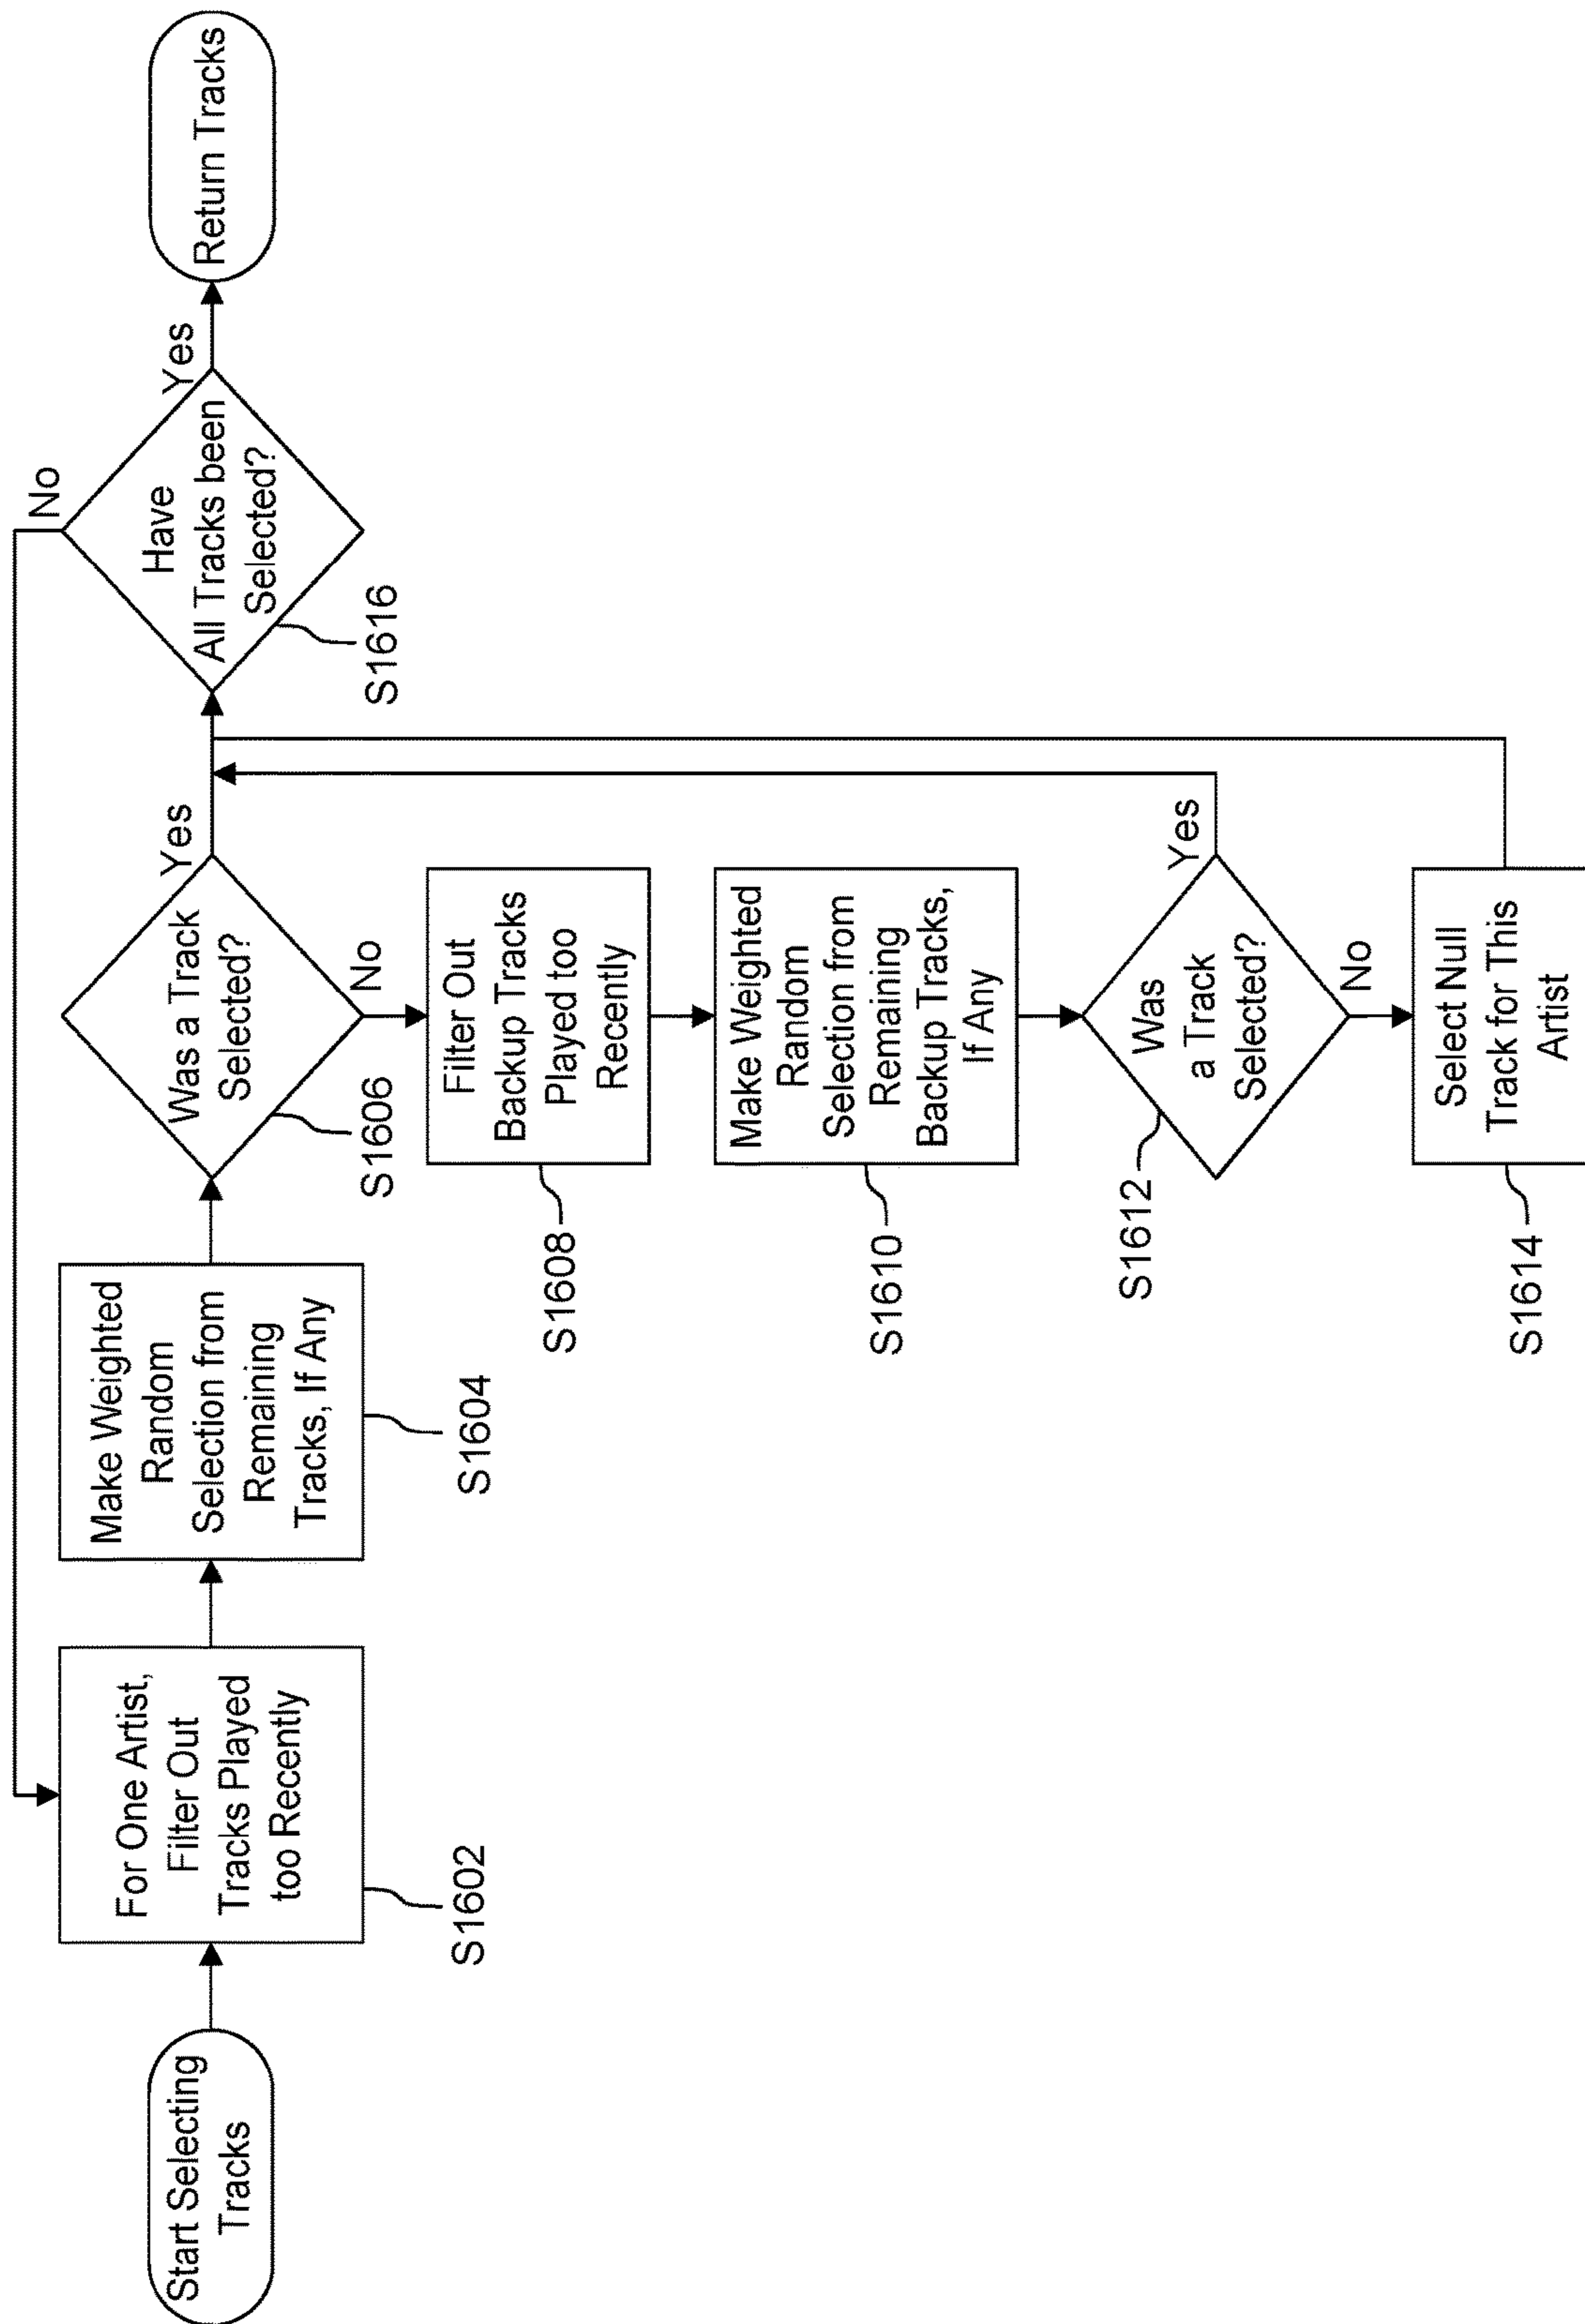 Start Selecting
Tracks
For One Artist,
Filter Out
Tracks Played
too Recently
S1602
Make Weighted
Random
Selection from
Remaining
Tracks, If Any
S1604
Was a Track
Selected?
S1606
Yes
No
Filter Out
Backup Tracks
Played too
Recently
S1608
Make Weighted
Random
Selection from
Remaining
Backup Tracks,
If Any
S1610
Was
a Track
Selected?
S1612
Yes
No
Select Null
Track for This
Artist
S1614
Have
All Tracks been
Selected?
S1616
No
Yes
Return Tracks